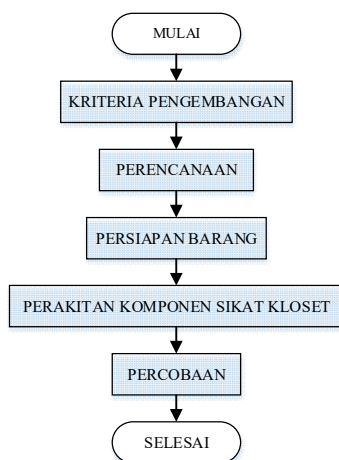 MULAI
KRITERIA PENGEMBANGAN
PERENCANAAN
PERSIAPAN BARANG
PERAKITAN KOMPONEN SIKAT KLOSET
PERCOBAAN
SELESAI